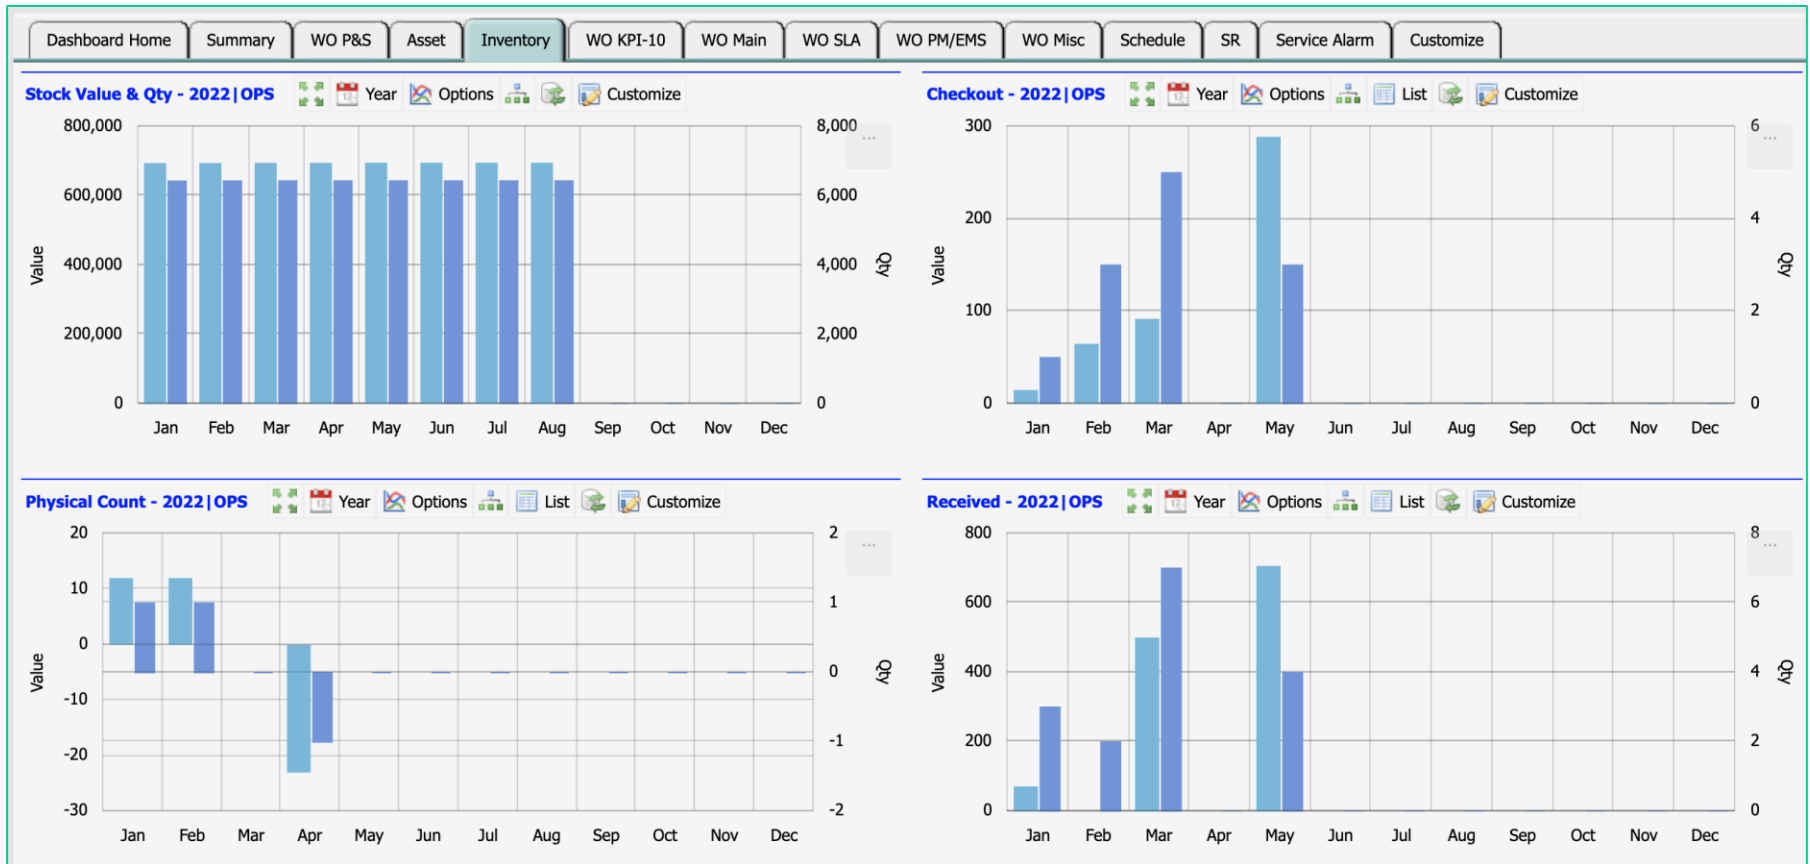 Dashboard Home Summary WO P&S Asset Inventory WO KPI-10 WO Main WO SLA WO PM/EMS WO Misc Schedule SR Service Alarm Customize
Stock Value & Qty - 2022|OPS Year Options Customize
800,000 8,000 ...
600,000 6,000
400,000 4,000
200,000 2,000
0 0
Value
Qty
Jan Feb Mar Apr May Jun Jul Aug Sep Oct Nov Dec
Checkout - 2022|OPS Year Options List Customize
300 6 ...
200 4
100 2
0 0
Value
Qty
Jan Feb Mar Apr May Jun Jul Aug Sep Oct Nov Dec
Physical Count - 2022|OPS Year Options List Customize
20 2 ...
10 1
0 0
-10 -1
-20 -2
-30
Value
Qty
Jan Feb Mar Apr May Jun Jul Aug Sep Oct Nov Dec
Received - 2022|OPS Year Options List Customize
800 8 ...
600 6
400 4
200 2
0 0
Value
Qty
Jan Feb Mar Apr May Jun Jul Aug Sep Oct Nov Dec